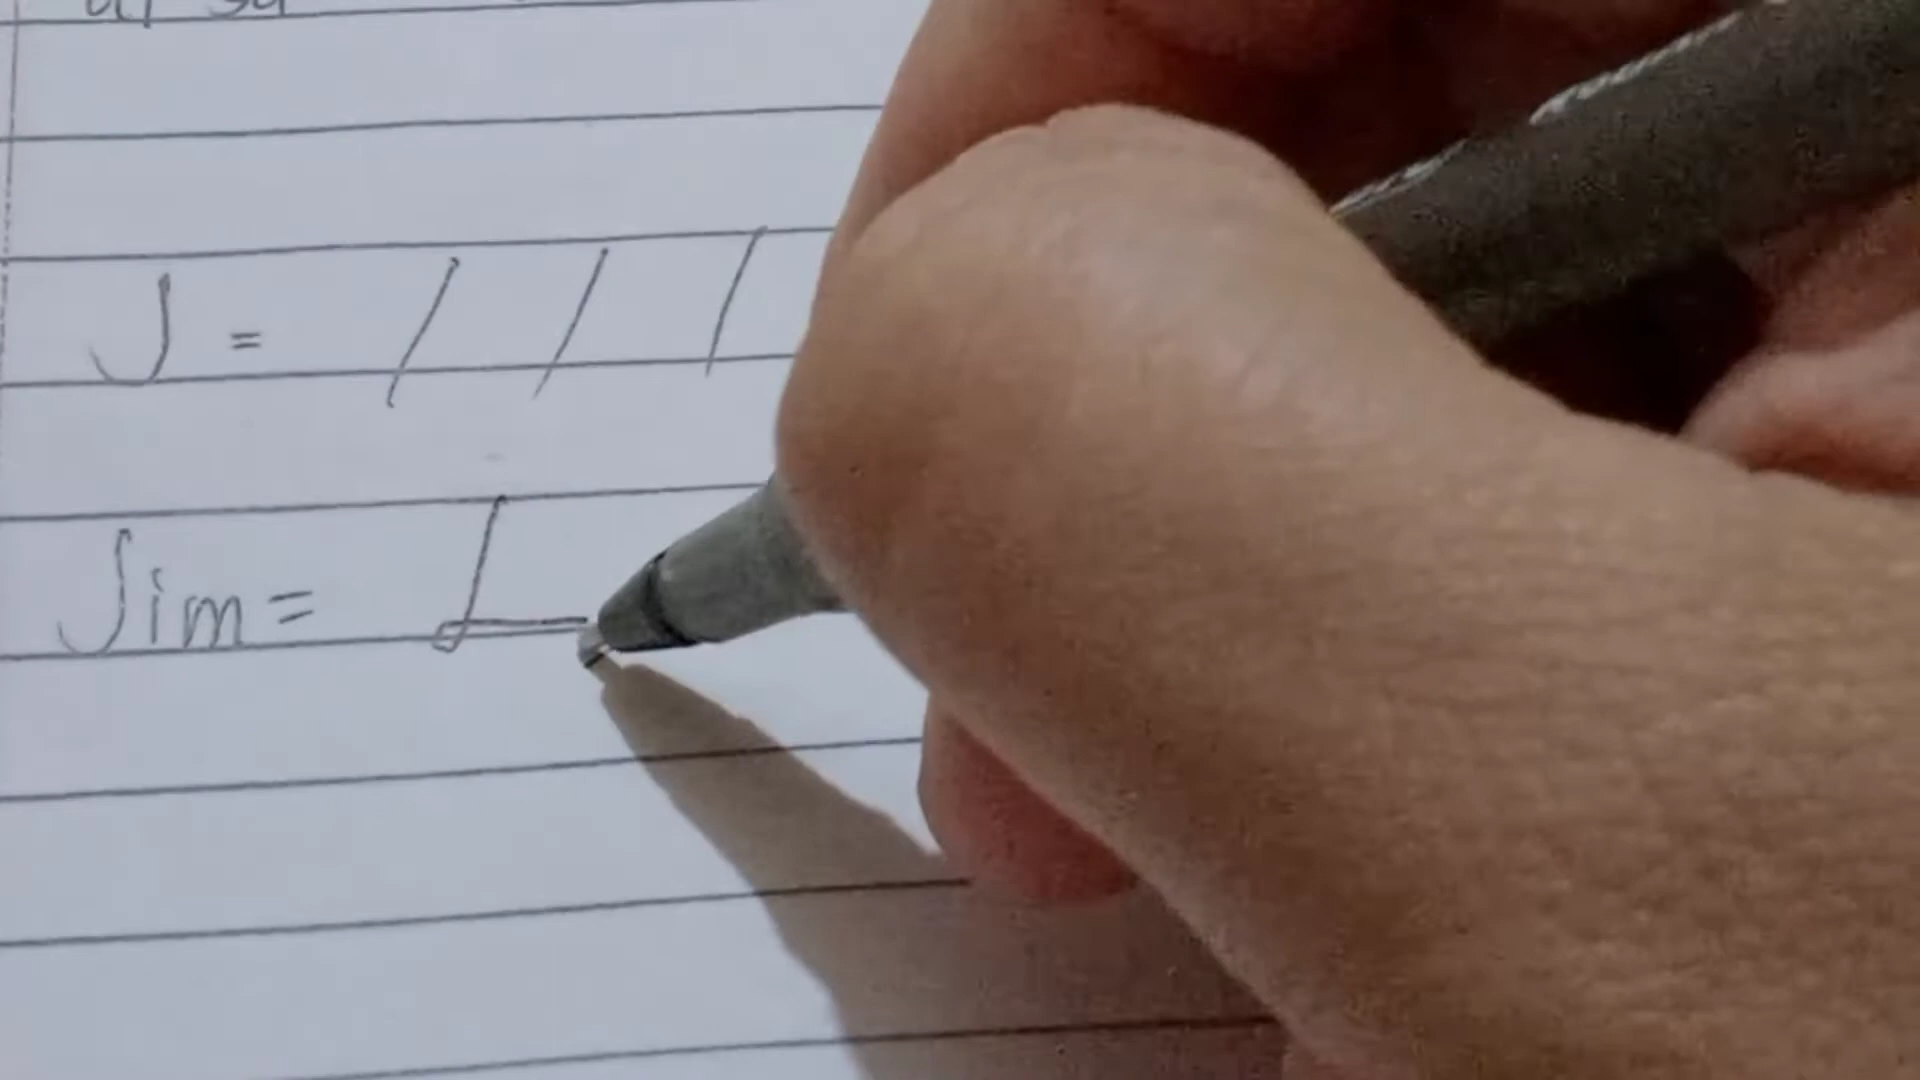 J = / / /
Jim =